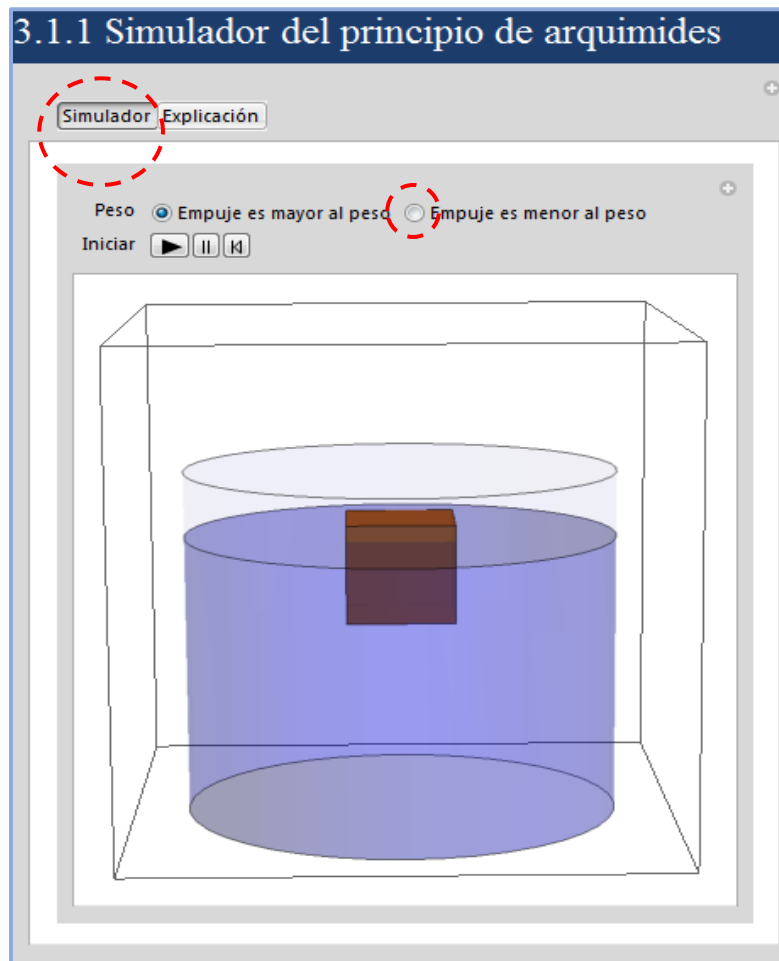 3.1.1 Simulador del principio de arquimides
Simulador Explicación
Peso Empuje es mayor al peso Empuje es menor al peso
Iniciar